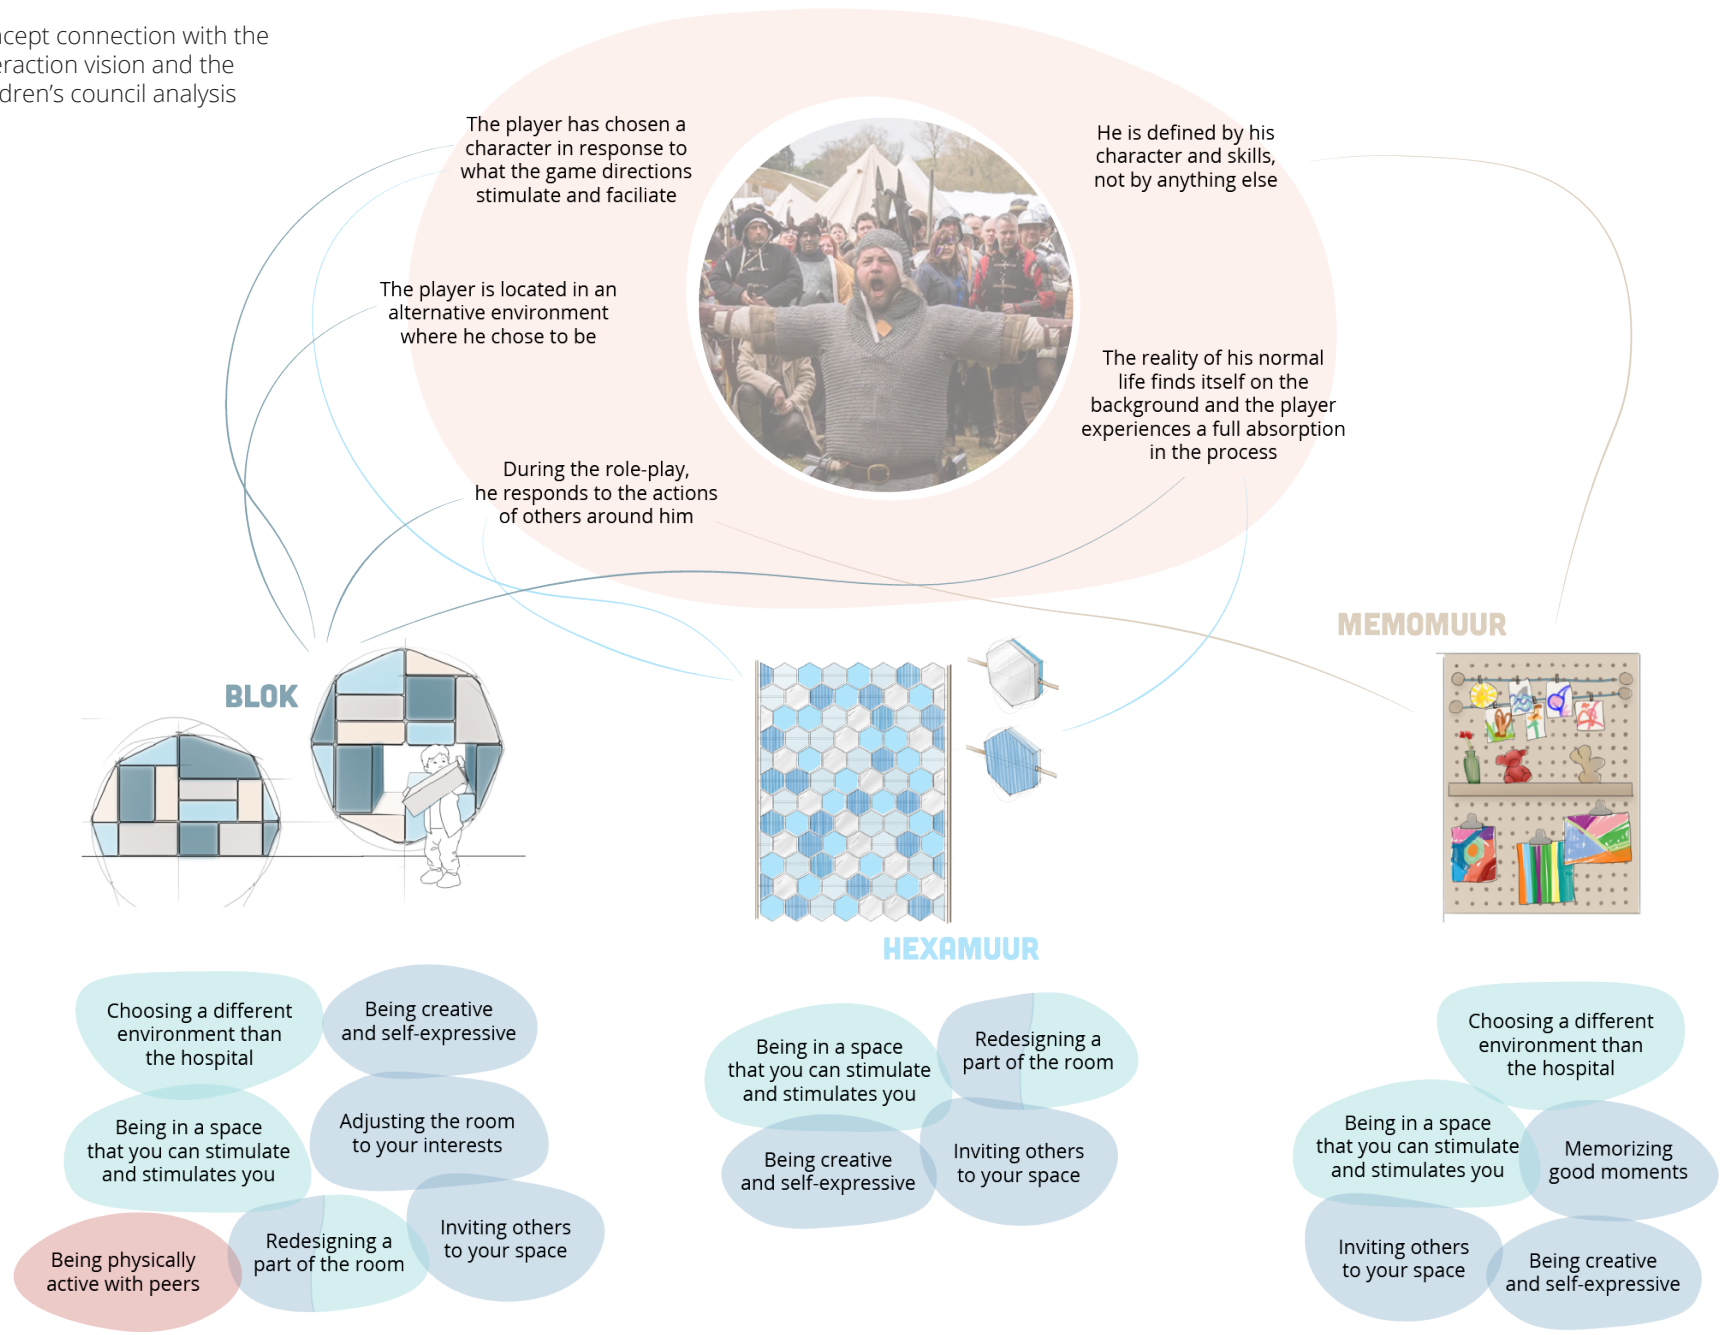 ncept connection with the
eraction vision and the
dren's council analysis
The player has chosen a
character in response to
what the game directions
stimulate and faciliate
He is defined by his
character and skills,
not by anything else
The player is located in an
alternative environment
where he chose to be
The reality of his normal
life finds itself on the
background and the player
experiences a full absorption
in the process
During the role-play,
he responds to the actions
of others around him
MEMOMUUR
BLOK
HEXAMUUR
Choosing a different
environment than
the hospital
Being creative
and self-expressive
Being in a space
that you can stimulate
and stimulates you
Adjusting the room
to your interests
Being physically
active with peers
Redesigning a
part of the room
Inviting others
to your space
Being in a space
that you can stimulate
and stimulates you
Redesigning a
part of the room
Being creative
and self-expressive
Inviting others
to your space
Choosing a different
environment than
the hospital
Being in a space
that you can stimulate
and stimulates you
Memorizing
good moments
Inviting others
to your space
Being creative
and self-expressive